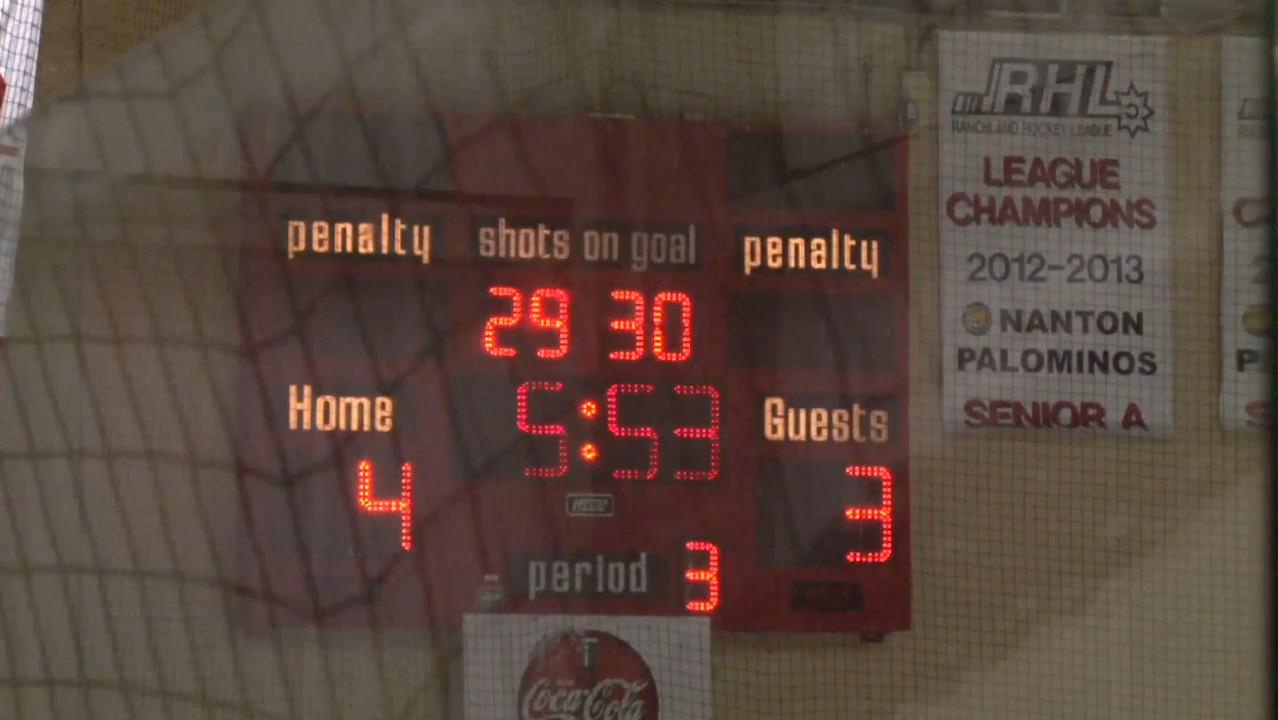 penalty shots on goal penalty
29 30
Home 5:53 Guests
4 3
period 3
Coca-Cola
RHL
RANCHLAND HOCKEY LEAGUE
LEAGUE
CHAMPIONS
2012-2013
NANTON
PALOMINOS
SENIOR A